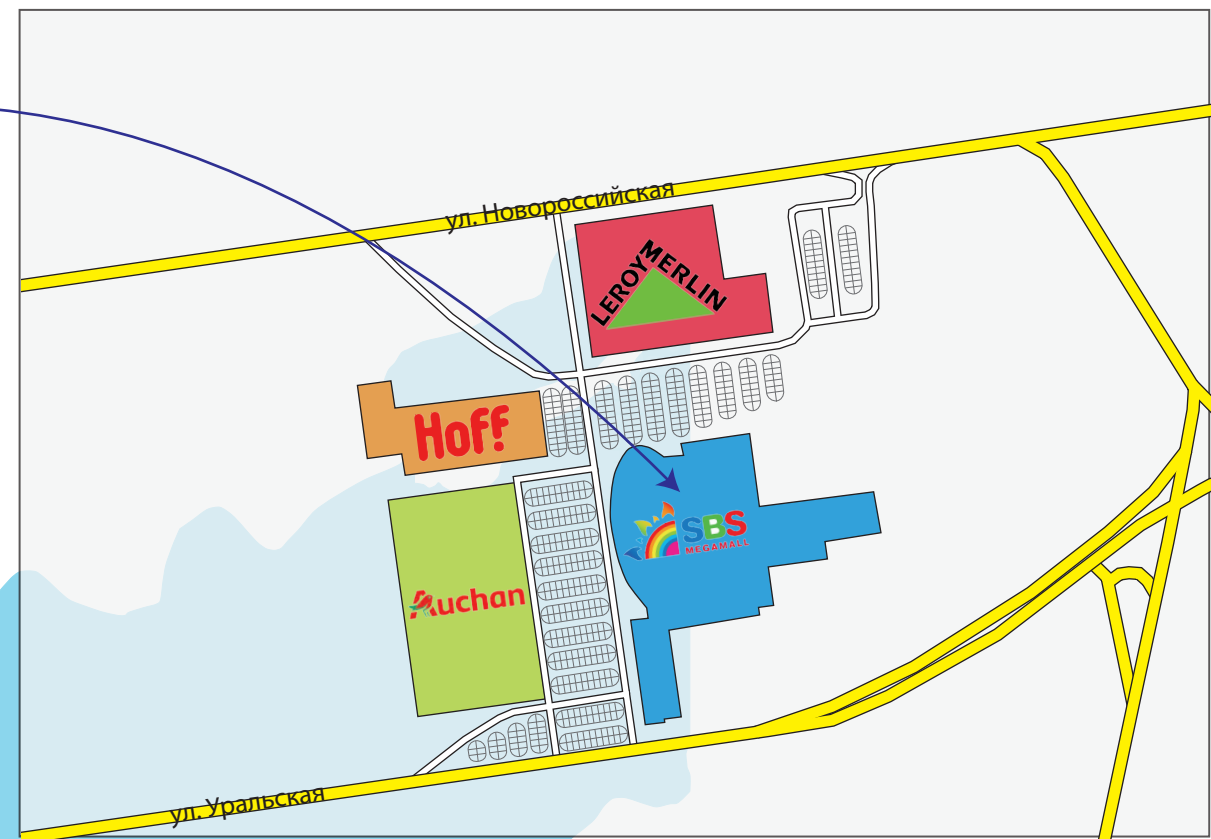 ул. Новороссийская
LEROY MERLIN
Hoff
SBS
MEGAMALL
Auchan
ул. Уральская